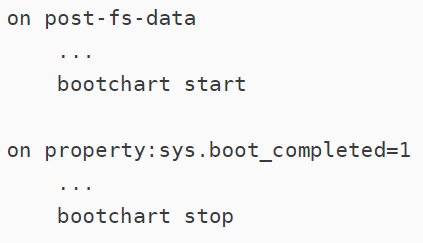 on post-fs-data
...
bootchart start
on property:sys.boot_completed=1
...
bootchart stop